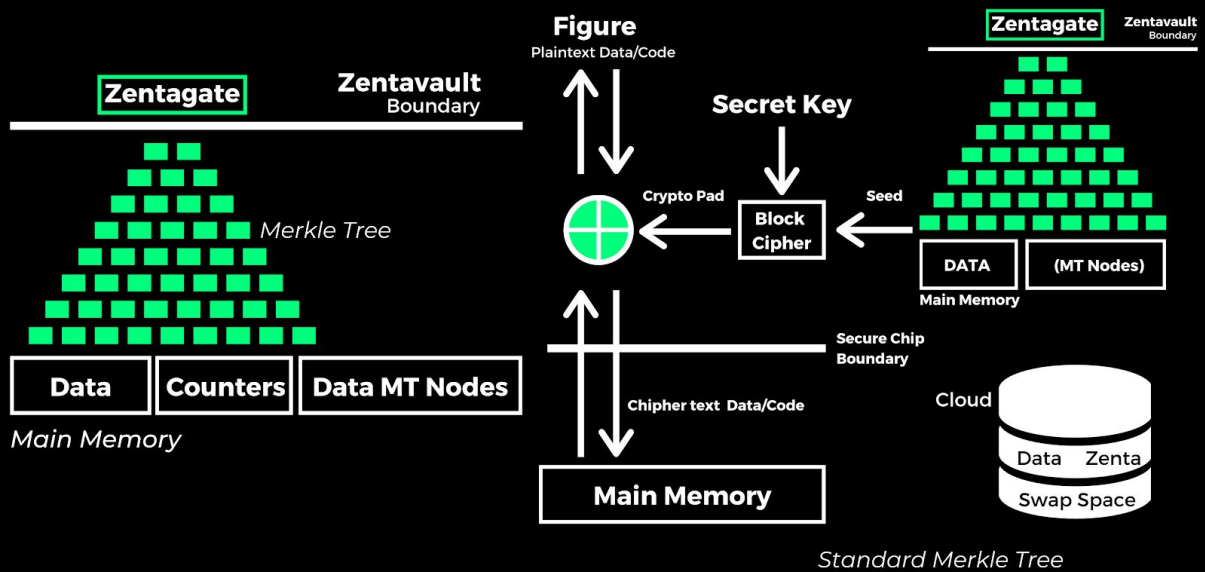 Zentagate
Zentavault
Boundary
Merkle Tree
Data
Counters
Data MT Nodes
Main Memory
Figure
Plaintext Data/Code
Secret Key
Crypto Pad
Block
Cipher
Seed
Secure Chip
Boundary
Chipher text Data/Code
Main Memory
Zentagate
Zentavault
Boundary
DATA
(MT Nodes)
Main Memory
Cloud
Data Zenta
Swap Space
Standard Merkle Tree